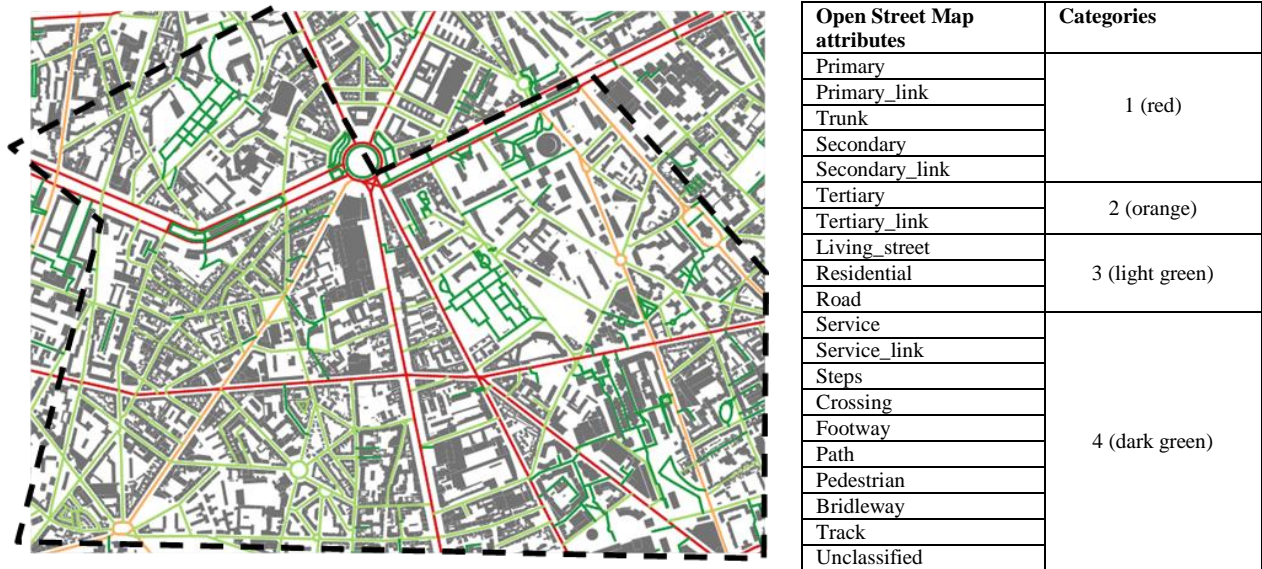 Open Street Map Categories
attributes
Primary
Primary_link
Trunk
Secondary
Secondary_link
1 (red)
Tertiary
Tertiary_link
2 (orange)
Living_street
Residential
Road
3 (light green)
Service
Service_link
Steps
Crossing
Footway
Path
Pedestrian
Bridleway
Track
Unclassified
4 (dark green)